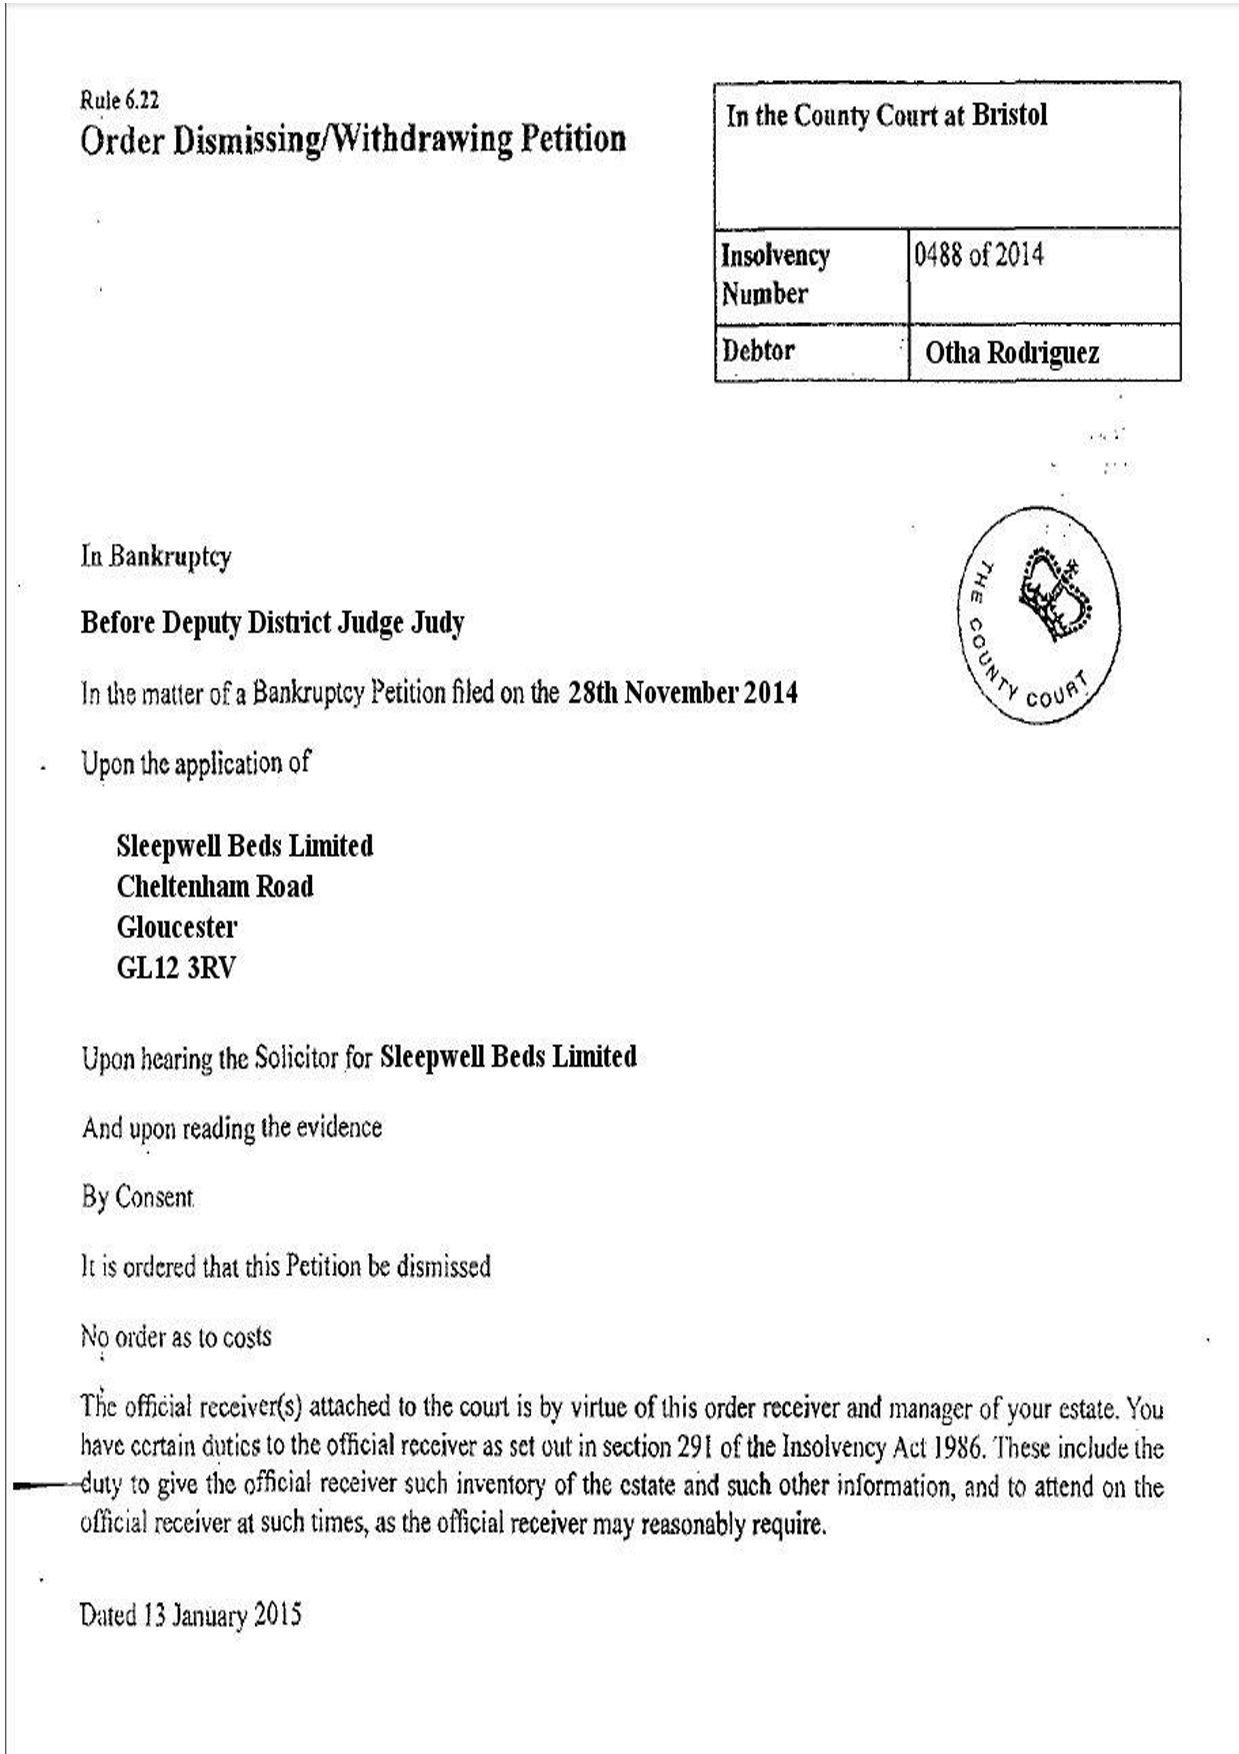 Rule 6.22
Order Dismissing/Withdrawing Petition
In the County Court at Bristol
Insolvency Number
0488 of 2014
Debtor
Otha Rodriguez
THE COUNTY COURT
In Bankruptcy
Before Deputy District Judge Judy
In the matter of a Bankruptcy Petition filed on the 28th November 2014
Upon the application of
Sleepwell Beds Limited
Cheltenham Road
Gloucester
GL12 3RV
Upon hearing the Solicitor for Sleepwell Beds Limited
And upon reading the evidence
By Consent
It is ordered that this Petition be dismissed
No order as to costs
The official receiver(s) attached to the court is by virtue of this order receiver and manager of your estate. You
have certain duties to the official receiver as set out in section 291 of the Insolvency Act 1986. These include the
duty to give the official receiver such inventory of the estate and such other information, and to attend on the
official receiver at such times, as the official receiver may reasonably require.
Dated 13 January 2015